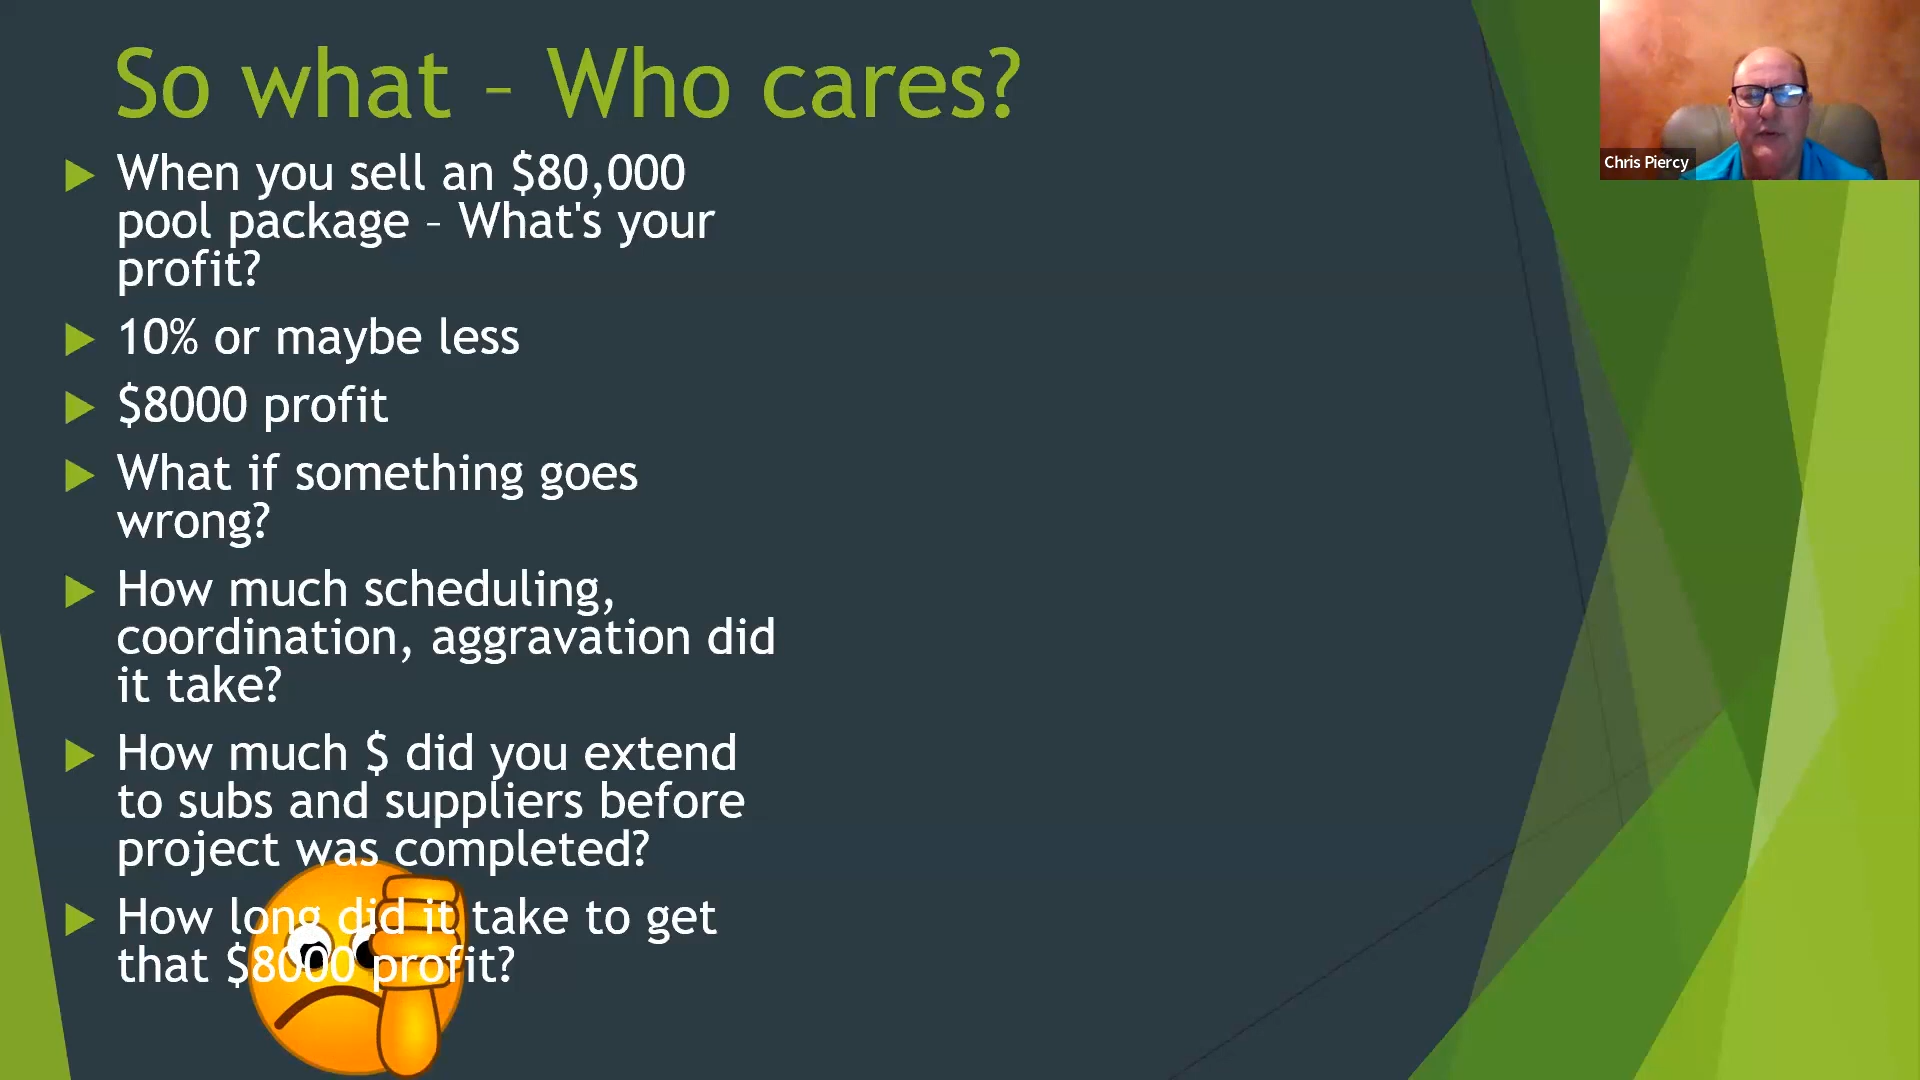 So what – Who cares?
When you sell an $80,000
pool package – What's your
profit?
10% or maybe less
$8000 profit
What if something goes
wrong?
How much scheduling,
coordination, aggravation did
it take?
How much $ did you extend
to subs and suppliers before
project was completed?
How long did it take to get
that $8000 profit?
Chris Piercy